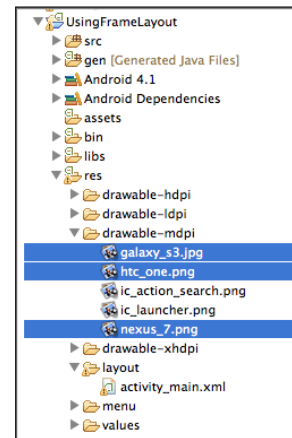 UsingFrameLayout
src
gen [Generated Java Files]
Android 4.1
Android Dependencies
assets
bin
libs
res
drawable-hdpi
drawable-ldpi
drawable-mdpi
galaxy_s3.jpg
htc_one.png
ic_action_search.png
ic_launcher.png
nexus_7.png
drawable-xhdpi
layout
activity_main.xml
menu
values